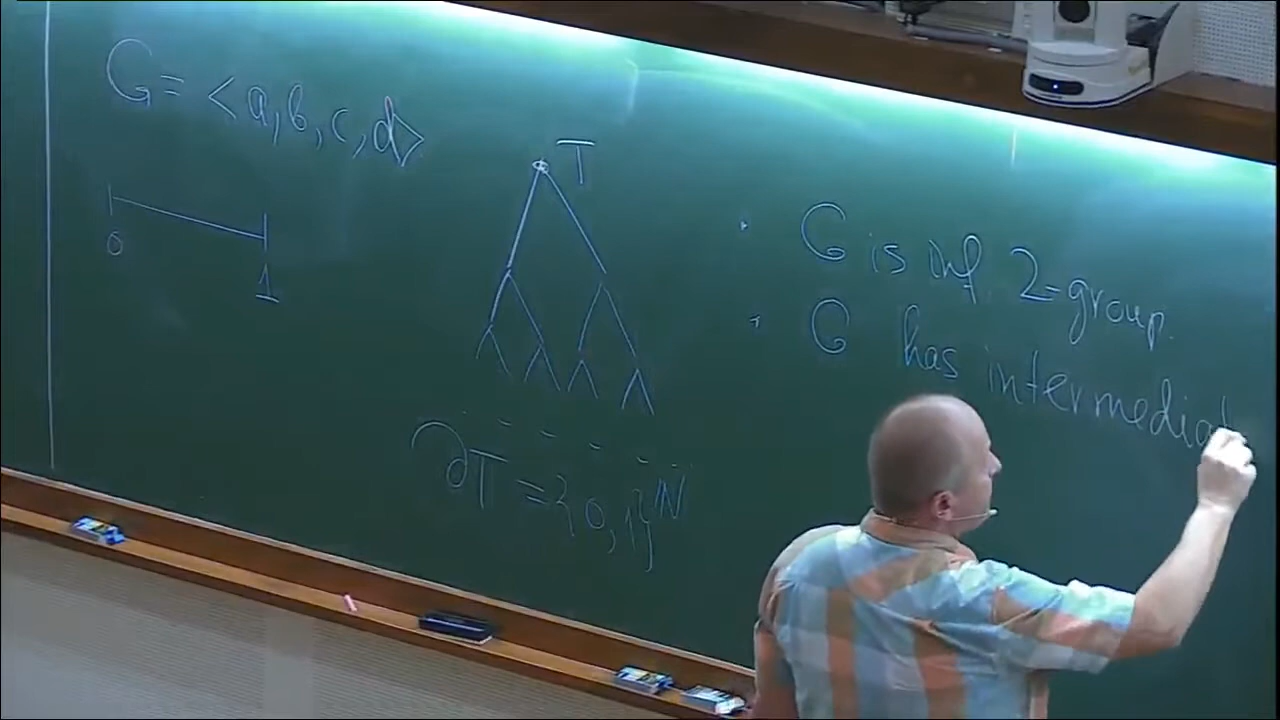 G = <a, b, c, d>
0
1
T
∂T = {0, 1}^ℕ
· G is inf. 2-group.
· G has intermediat